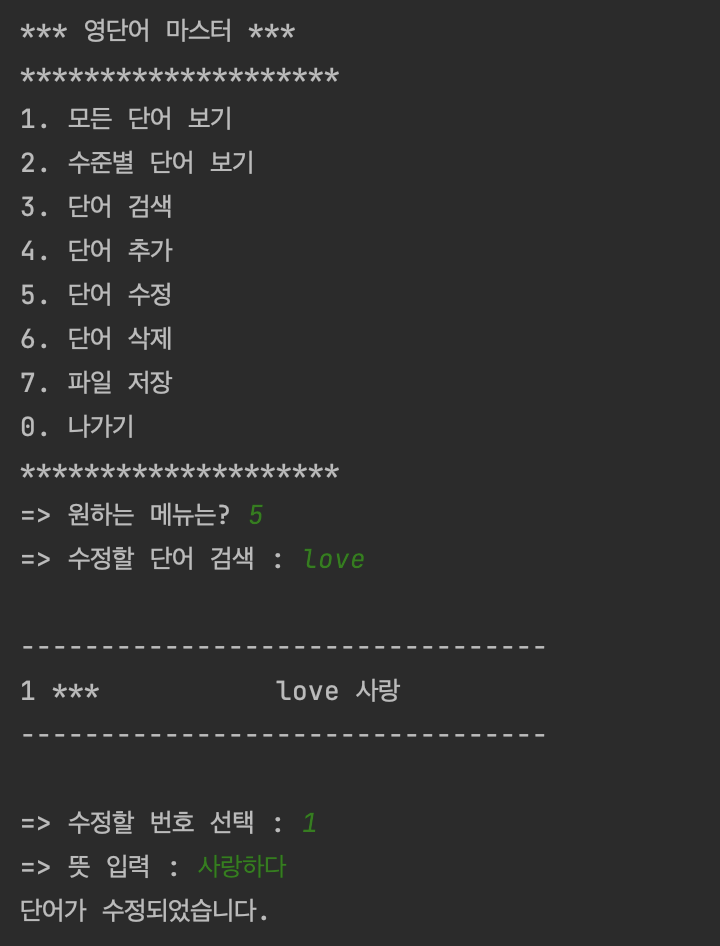 *** 영단어 마스터 ***
********************
1. 모든 단어 보기
2. 수준별 단어 보기
3. 단어 검색
4. 단어 추가
5. 단어 수정
6. 단어 삭제
7. 파일 저장
0. 나가기
********************
=> 원하는 메뉴는? 5
=> 수정할 단어 검색 : love
---------------------------------
1 ***           love 사랑
---------------------------------
=> 수정할 번호 선택 : 1
=> 뜻 입력 : 사랑하다
단어가 수정되었습니다.